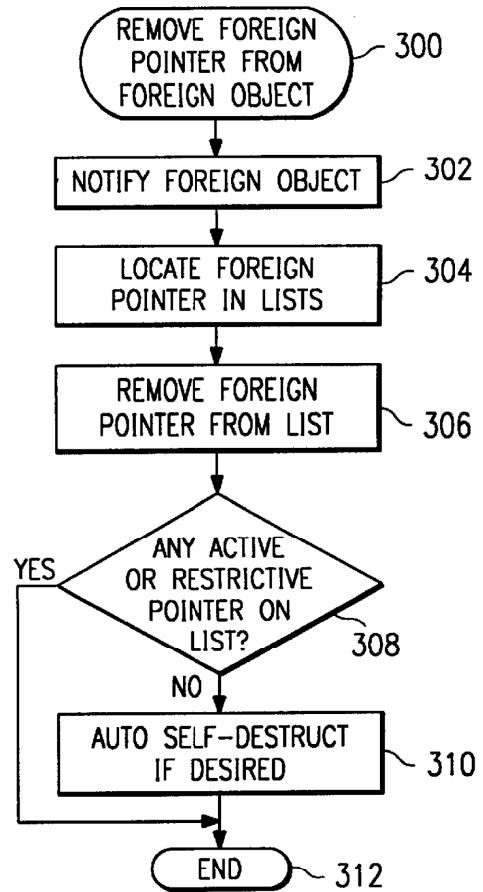 REMOVE FOREIGN
POINTER FROM
FOREIGN OBJECT
300
NOTIFY FOREIGN OBJECT
302
LOCATE FOREIGN
POINTER IN LISTS
304
REMOVE FOREIGN
POINTER FROM LIST
306
ANY ACTIVE
OR RESTRICTIVE
POINTER ON
LIST?
308
YES
NO
AUTO SELF-DESTRUCT
IF DESIRED
310
END
312